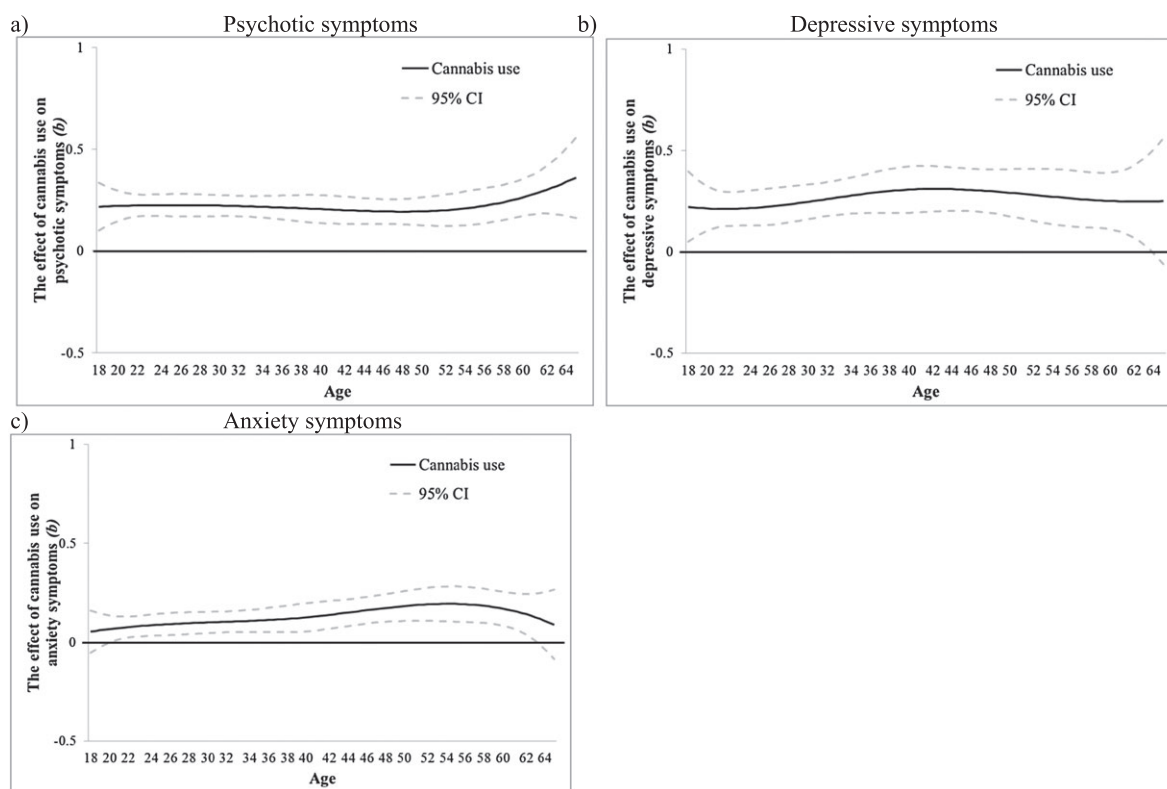 a) Psychotic symptoms
1
Cannabis use
95% CI
0.5
0
-0.5
The effect of cannabis use on
psychotic symptoms (b)
18 20 22 24 26 28 30 32 34 36 38 40 42 44 46 48 50 52 54 56 58 60 62 64
Age
b) Depressive symptoms
1
Cannabis use
95% CI
0.5
0
-0.5
The effect of cannabis use on
depressive symptoms (b)
18 20 22 24 26 28 30 32 34 36 38 40 42 44 46 48 50 52 54 56 58 60 62 64
Age
c) Anxiety symptoms
1
Cannabis use
95% CI
0.5
0
-0.5
The effect of cannabis use on
anxiety symptoms (b)
18 20 22 24 26 28 30 32 34 36 38 40 42 44 46 48 50 52 54 56 58 60 62 64
Age